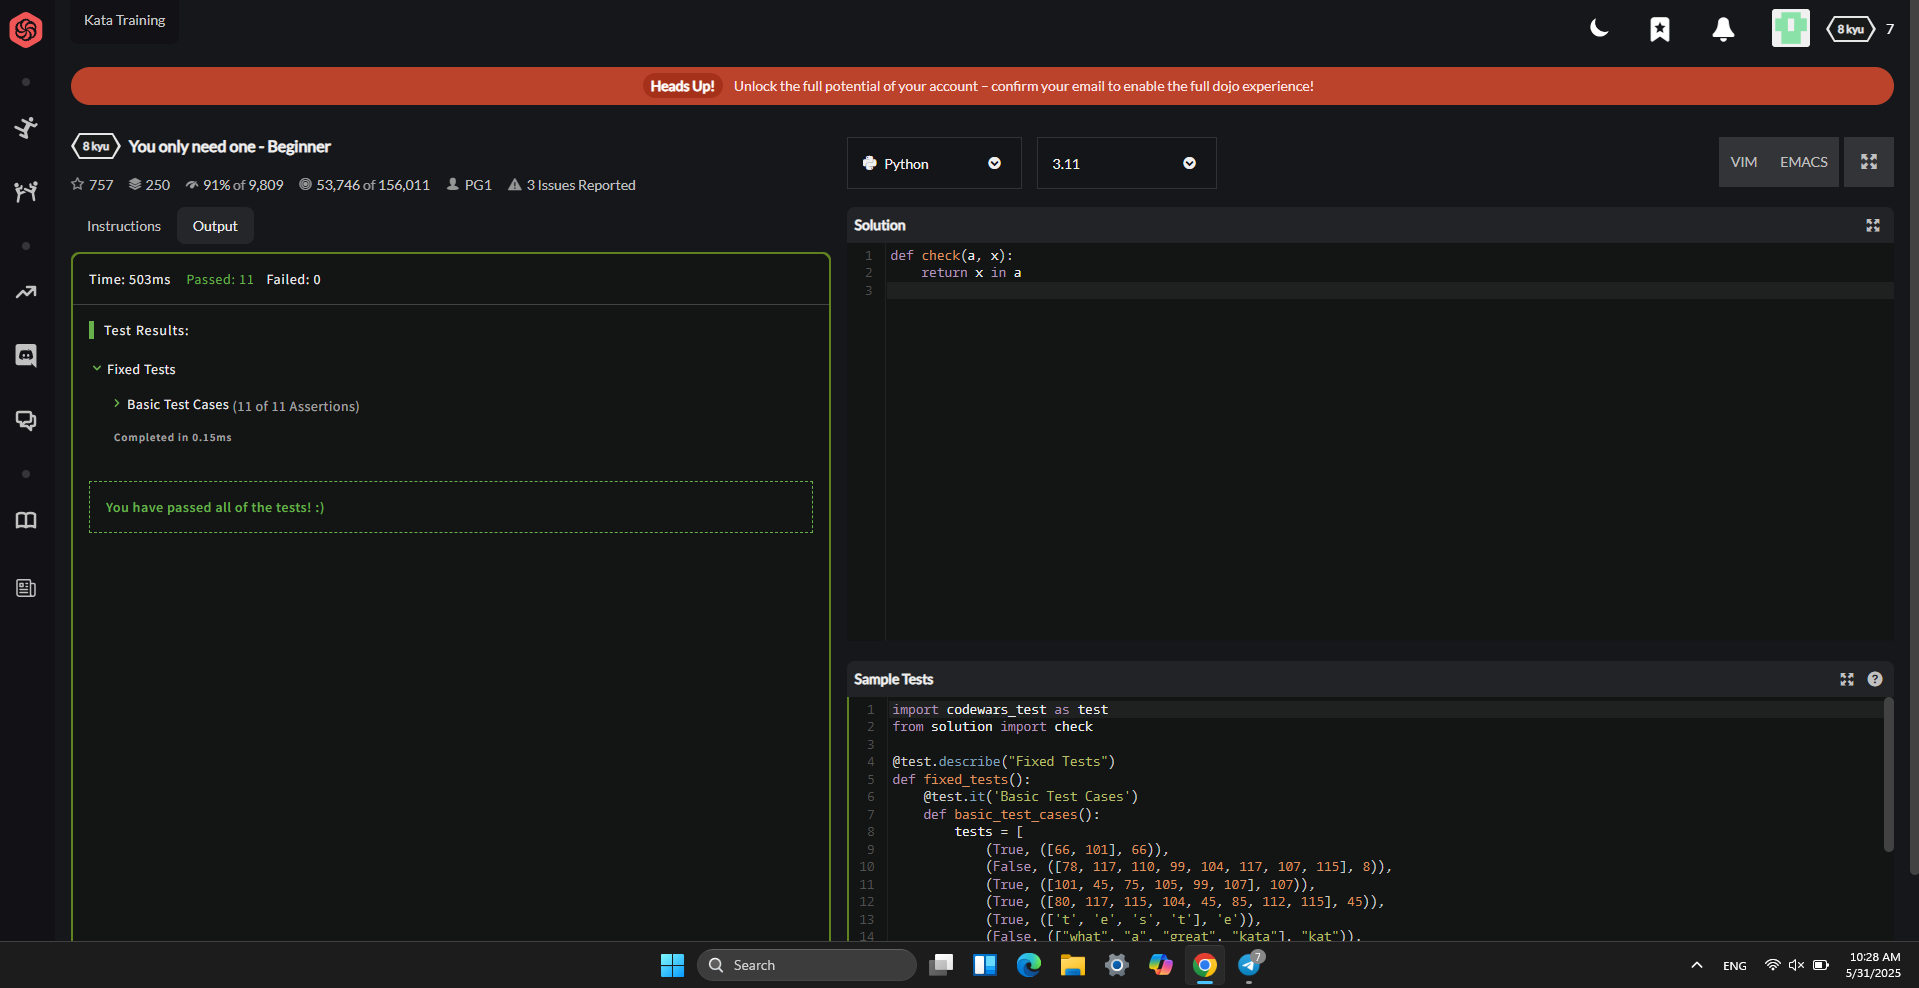 Kata Training
8 kyu 7
Heads Up! Unlock the full potential of your account – confirm your email to enable the full dojo experience!
8 kyu You only need one - Beginner
757 250 91% of 9,809 53,746 of 156,011 PG1 3 Issues Reported
Instructions Output
Time: 503ms Passed: 11 Failed: 0
Test Results:
Fixed Tests
Basic Test Cases (11 of 11 Assertions)
Completed in 0.15ms
You have passed all of the tests! :)
Python 3.11 VIM EMACS
Solution
1 def check(a, x):
2     return x in a
3
Sample Tests
1 import codewars_test as test
2 from solution import check
3
4 @test.describe("Fixed Tests")
5 def fixed_tests():
6     @test.it('Basic Test Cases')
7     def basic_test_cases():
8         tests = [
9             (True, ([66, 101], 66)),
10             (False, ([78, 117, 110, 99, 104, 117, 107, 115], 8)),
11             (True, ([101, 45, 75, 105, 99, 107], 107)),
12             (True, ([80, 117, 115, 104, 45, 85, 112, 115], 45)),
13             (True, (['t', 'e', 's', 't'], 'e')),
14             (False, (["what", "a", "great", "kata"], "kat")),
Search
7
ENG
10:28 AM
5/31/2025